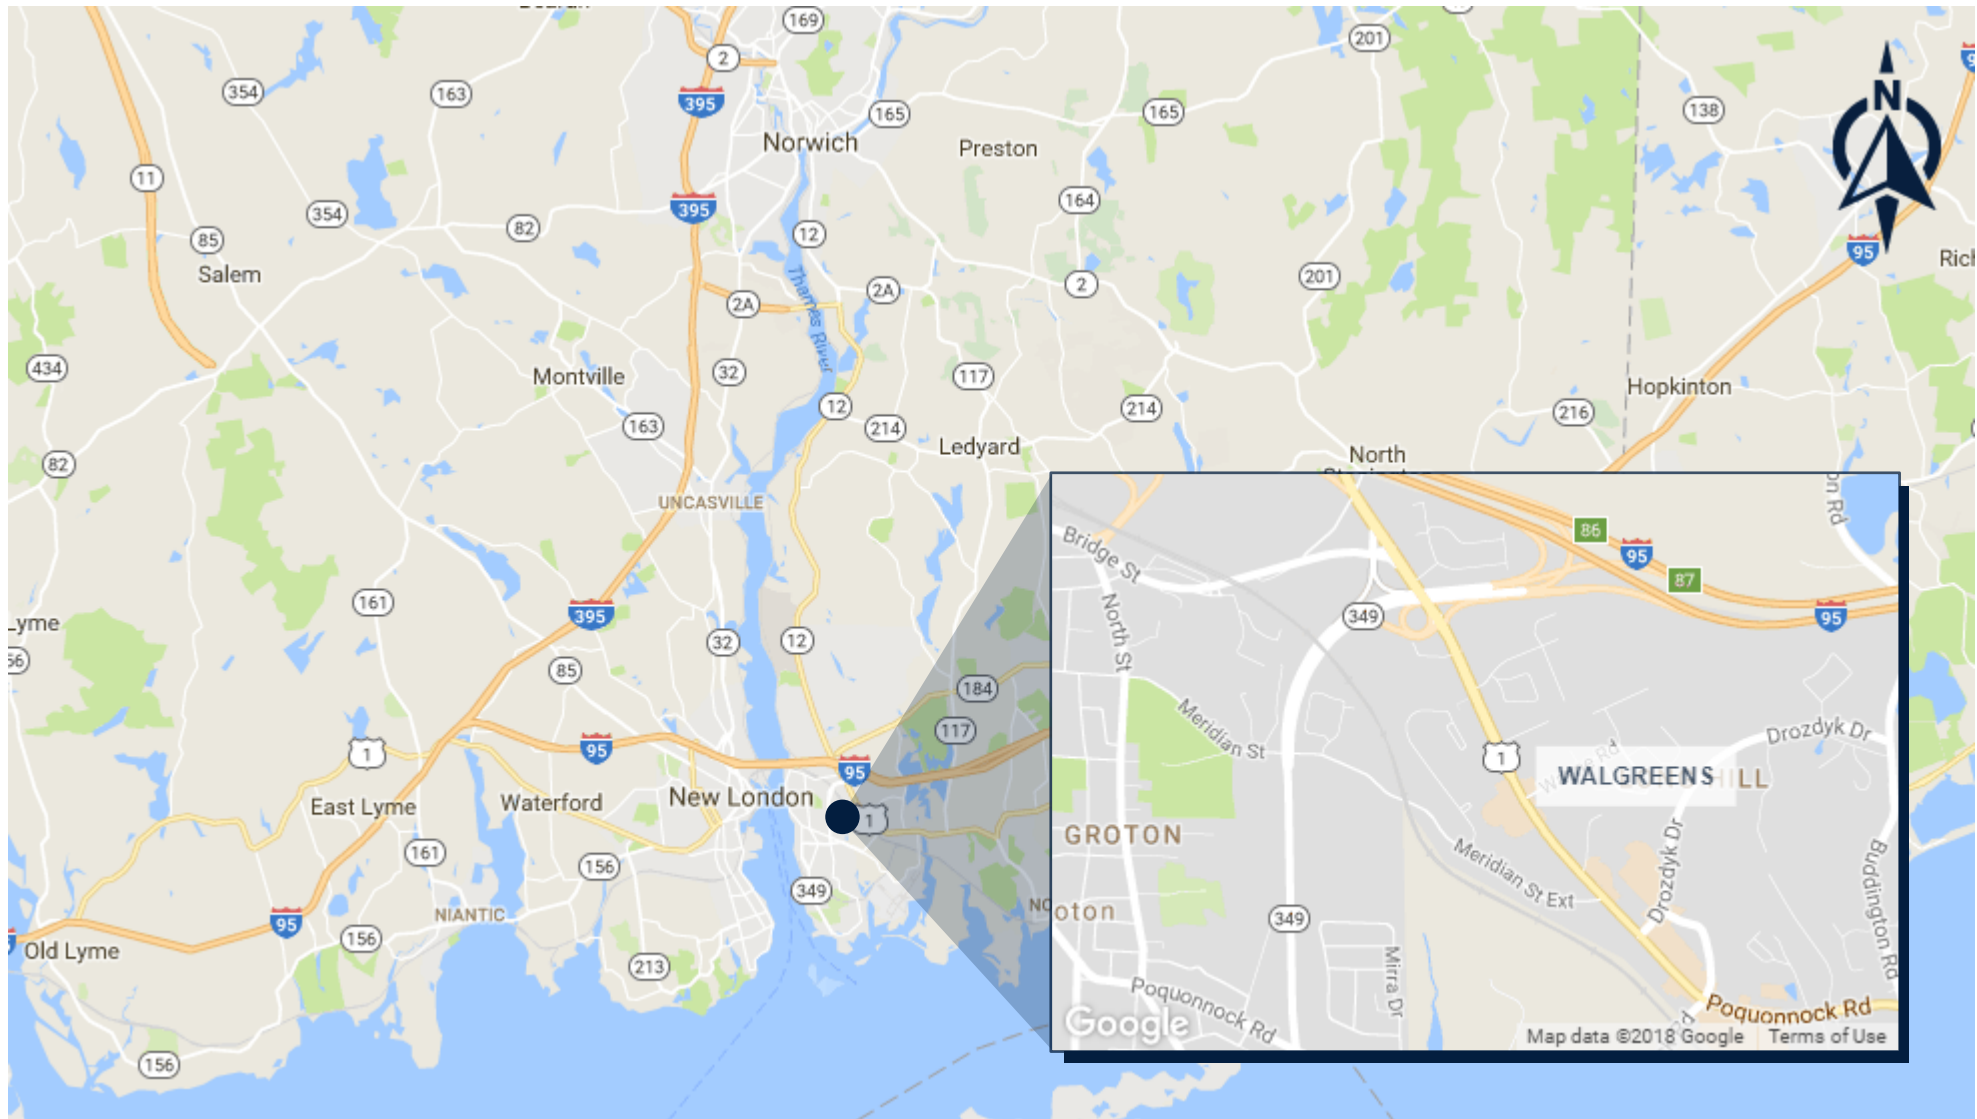 169
2
201
354
163
395
165
165
138
N
Norwich
Preston
11
164
354
395
82
12
85
95
Salem
201
2
2A
2A
Thames River
434
32
117
Montville
Hopkinton
12
214
216
163
214
Ledyard
North
82
UNCASVILLE
161
395
Lyme
32
12
85
184
117
1
95
95
East Lyme
Waterford
New London
1
161
156
349
95
NIANTIC
156
Old Lyme
213
156
86
95
87
95
Bridge St
North St
349
Meridian St
Drozdyk Dr
1
WALGREENS
HILL
GROTON
Meridian St Ext
Drozdyk Dr
Buddington Rd
349
Mirra Dr
Poquonnock Rd
Poquonnock Rd
Google
Map data ©2018 Google
Terms of Use